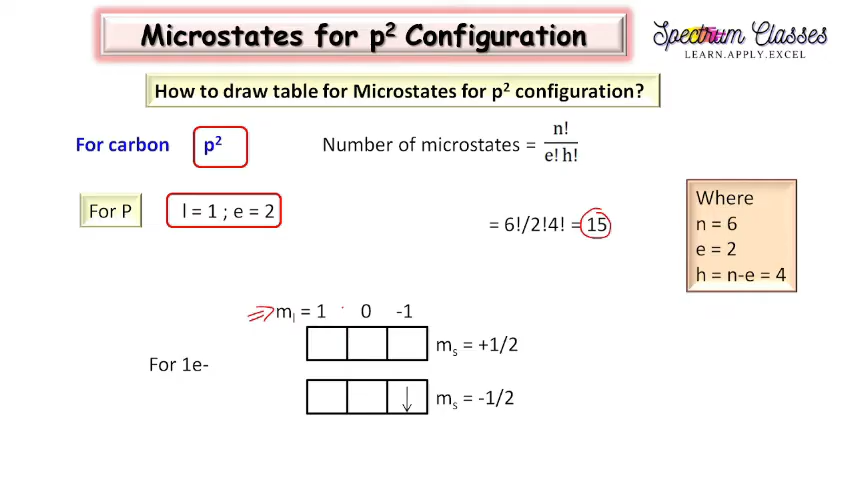 Microstates for p² Configuration
Spectrum Classes
LEARN.APPLY.EXCEL
How to draw table for Microstates for p² configuration?
For carbon p² Number of microstates = n!/e! h!
For P l = 1 ; e = 2
= 6!/2!4! = 15
Where
n = 6
e = 2
h = n-e = 4
mₗ = 1 0 -1
mₛ = +1/2
For 1e-
mₛ = -1/2